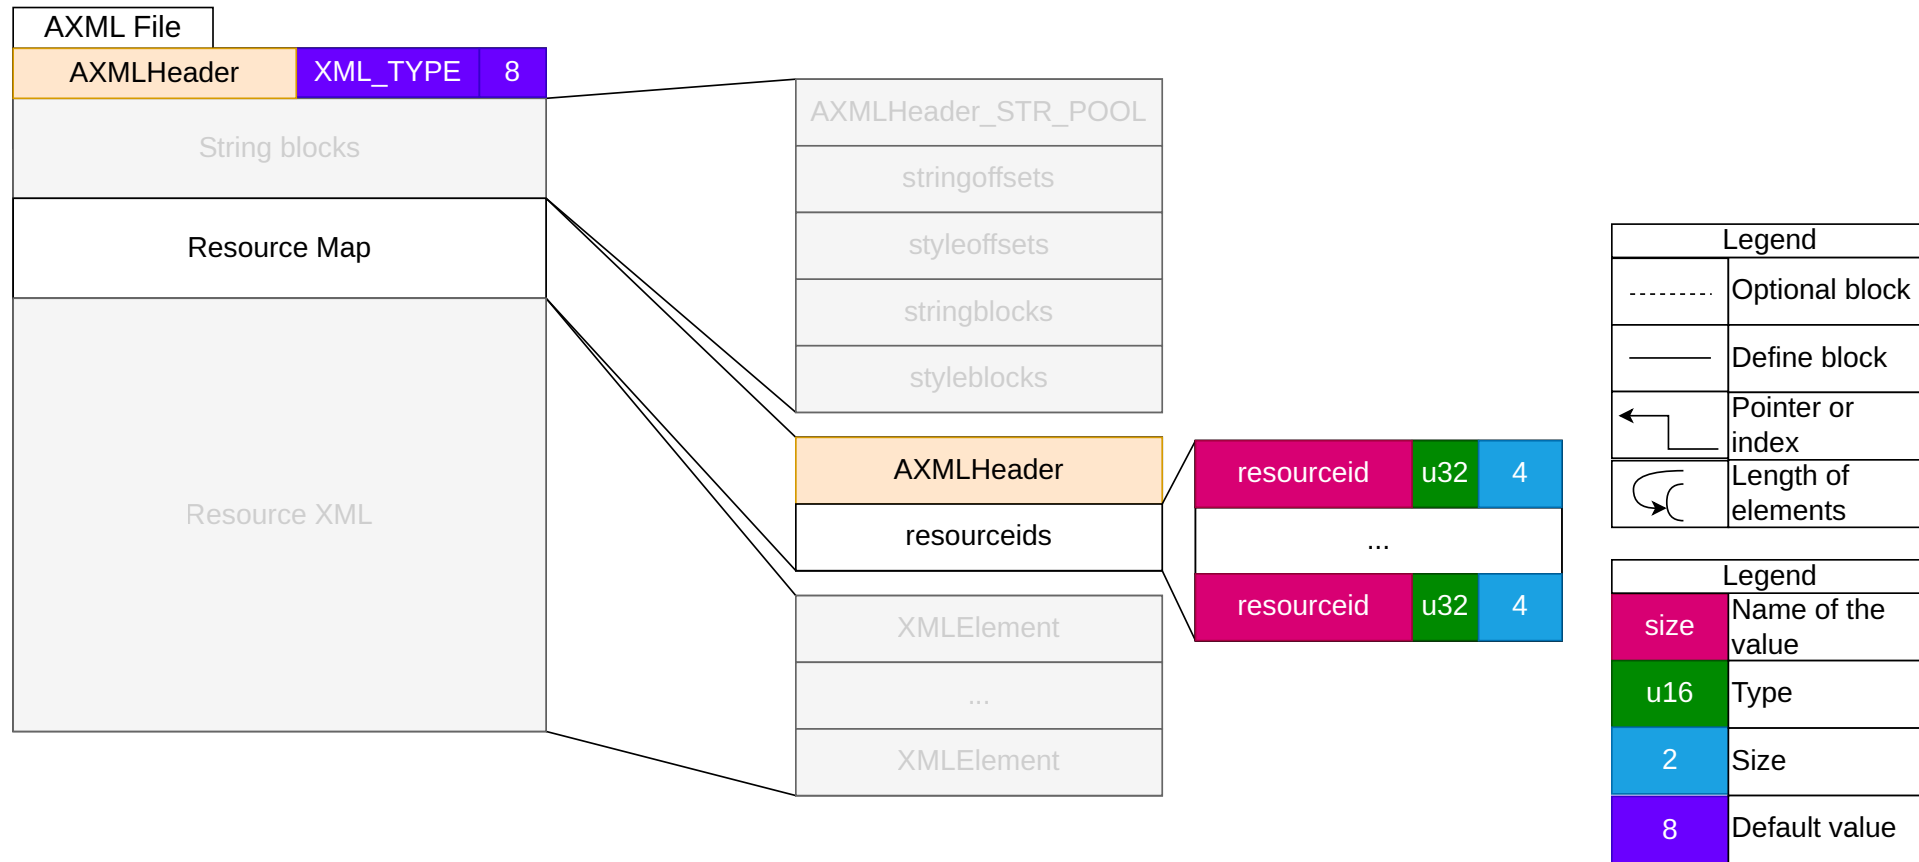 AXML File
AXMLHeader XML_TYPE 8
String blocks
Resource Map
Resource XML
AXMLHeader_STR_POOL
stringoffsets
styleoffsets
stringblocks
styleblocks
AXMLHeader
resourceids
XMLElement
...
XMLElement
resourceid u32 4
...
resourceid u32 4
Legend
Optional block
Define block
Pointer or
index
Length of
elements
Legend
size Name of the
value
u16 Type
2 Size
8 Default value